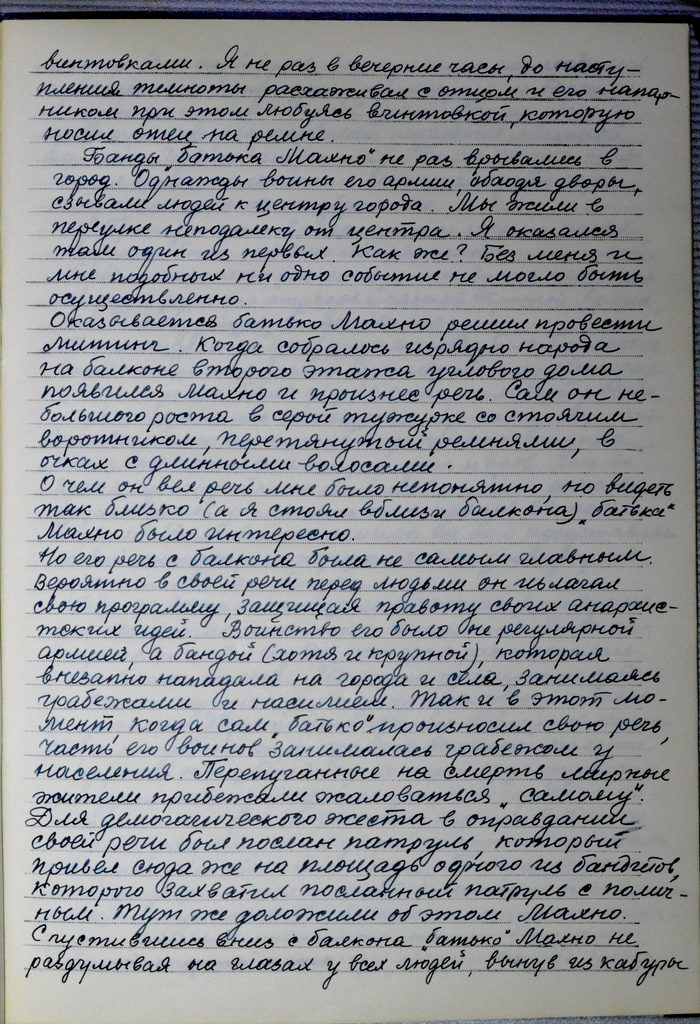 винтовками. Я не раз в вечерние часы, до насту-
пления темноты расхаживал с отцом и его напар-
ником при этом любуясь винтовкой, которую
носил отец на ремне.
Банды "батька Махно" не раз врывались в
город. Однажды воины его армии, обходя дворы,
сзывали людей к центру города. Мы жили в
переулке неподалеку от центра. Я оказался
там один из первых. Как же? Без меня и
мне подобных ни одно событие не могло быть
осуществленно.
Оказывается батько Махно решил провести
митинг. Когда собралось изрядно народа
на балконе второго этажа углового дома
появился Махно и произнес речь. Сам он не-
большого роста в серой тужурке со стоячим
воротником, перетянутый ремнями, в
очках с длинными волосами.
О чем он вел речь мне было непонятно, но видеть
так близко (а я стоял вблизи балкона) "батька"
Махно было интересно.
Но его речь с балкона была не самым главным.
Вероятно в своей речи перед людьми он излагал
свою программу, защищая правоту своих анархис-
тских идей. Воинство его было не регулярной
армией, а бандой (хотя и крупной), которая
внезапно нападала на города и сёла, занимаясь
грабежами и насилием. Так и в этот мо-
мент, когда сам "батько" произносил свою речь,
часть его воинов занималась грабежом у
населения. Перепуганные на смерть мирные
жители прибежали жаловаться "самому".
Для демогагического жеста в оправдании
своей речи был послан патруль, который
привёл сюда же на площадь одного из бандитов,
которого захватил посланный патруль с полич-
ным. Тут же доложили об этом Махно.
Спустившись вниз с балкона "батько" Махно не
раздумывая на глазах у всех людей, вынув из кабуры